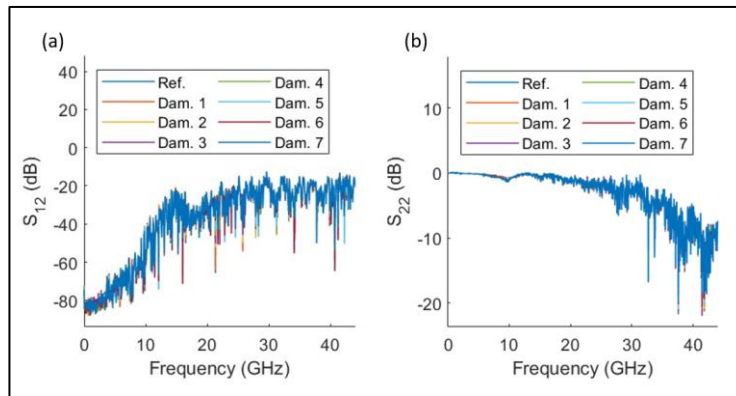 (a)
40
20
0
-20
-40
-60
-80
S12 (dB)
Ref.
Dam. 1
Dam. 2
Dam. 3
Dam. 4
Dam. 5
Dam. 6
Dam. 7
0 10 20 30 40
Frequency (GHz)
(b)
10
0
-10
-20
S22 (dB)
Ref.
Dam. 1
Dam. 2
Dam. 3
Dam. 4
Dam. 5
Dam. 6
Dam. 7
0 10 20 30 40
Frequency (GHz)